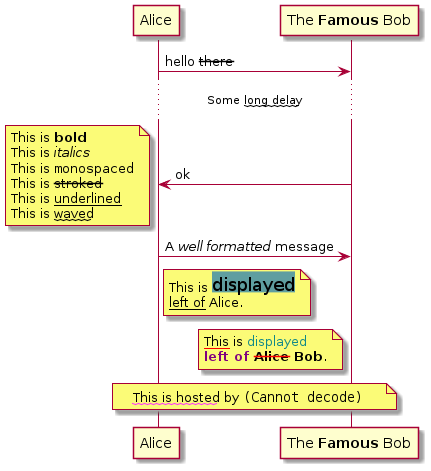 Alice The Famous Bob
hello there
Some long delay
This is bold
This is italics
This is monospaced
This is stroked
This is underlined
This is waved
ok
A well formatted message
This is displayed
left of Alice.
This is displayed
left of Alice Bob.
This is hosted by (Cannot decode)
Alice The Famous Bob